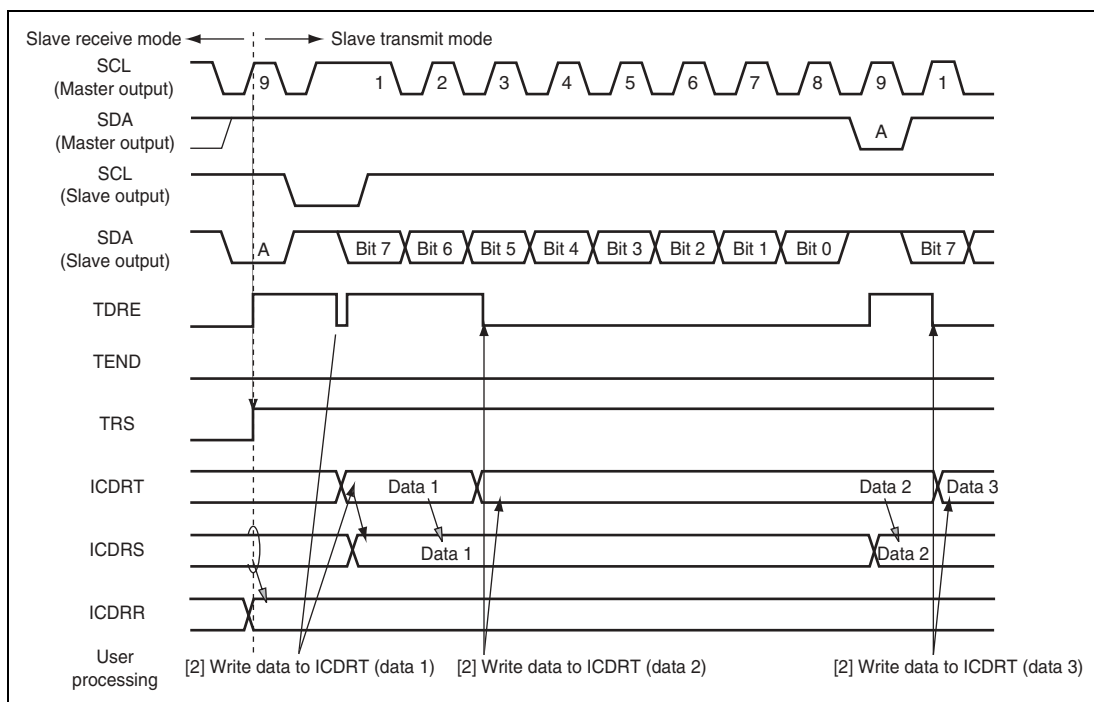 Slave receive mode Slave transmit mode
SCL
(Master output)
9 1 2 3 4 5 6 7 8 9 1
SDA
(Master output)
A
SCL
(Slave output)
SDA
(Slave output)
A Bit 7 Bit 6 Bit 5 Bit 4 Bit 3 Bit 2 Bit 1 Bit 0 Bit 7
TDRE
TEND
TRS
ICDRT
Data 1 Data 2 Data 3
ICDRS
Data 1 Data 2
ICDRR
User
processing
[2] Write data to ICDRT (data 1) [2] Write data to ICDRT (data 2) [2] Write data to ICDRT (data 3)